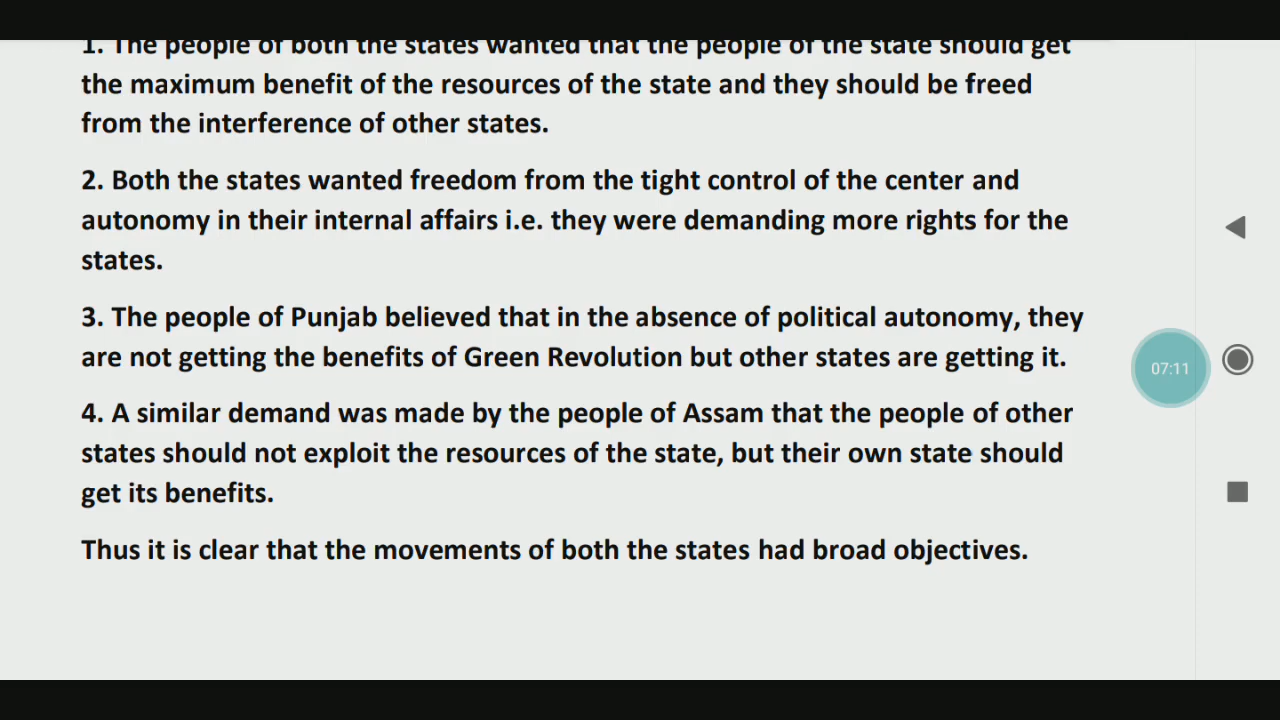 1. The people of both the states wanted that the people of the state should get
the maximum benefit of the resources of the state and they should be freed
from the interference of other states.
2. Both the states wanted freedom from the tight control of the center and
autonomy in their internal affairs i.e. they were demanding more rights for the
states.
3. The people of Punjab believed that in the absence of political autonomy, they
are not getting the benefits of Green Revolution but other states are getting it.
07:11
4. A similar demand was made by the people of Assam that the people of other
states should not exploit the resources of the state, but their own state should
get its benefits.
Thus it is clear that the movements of both the states had broad objectives.